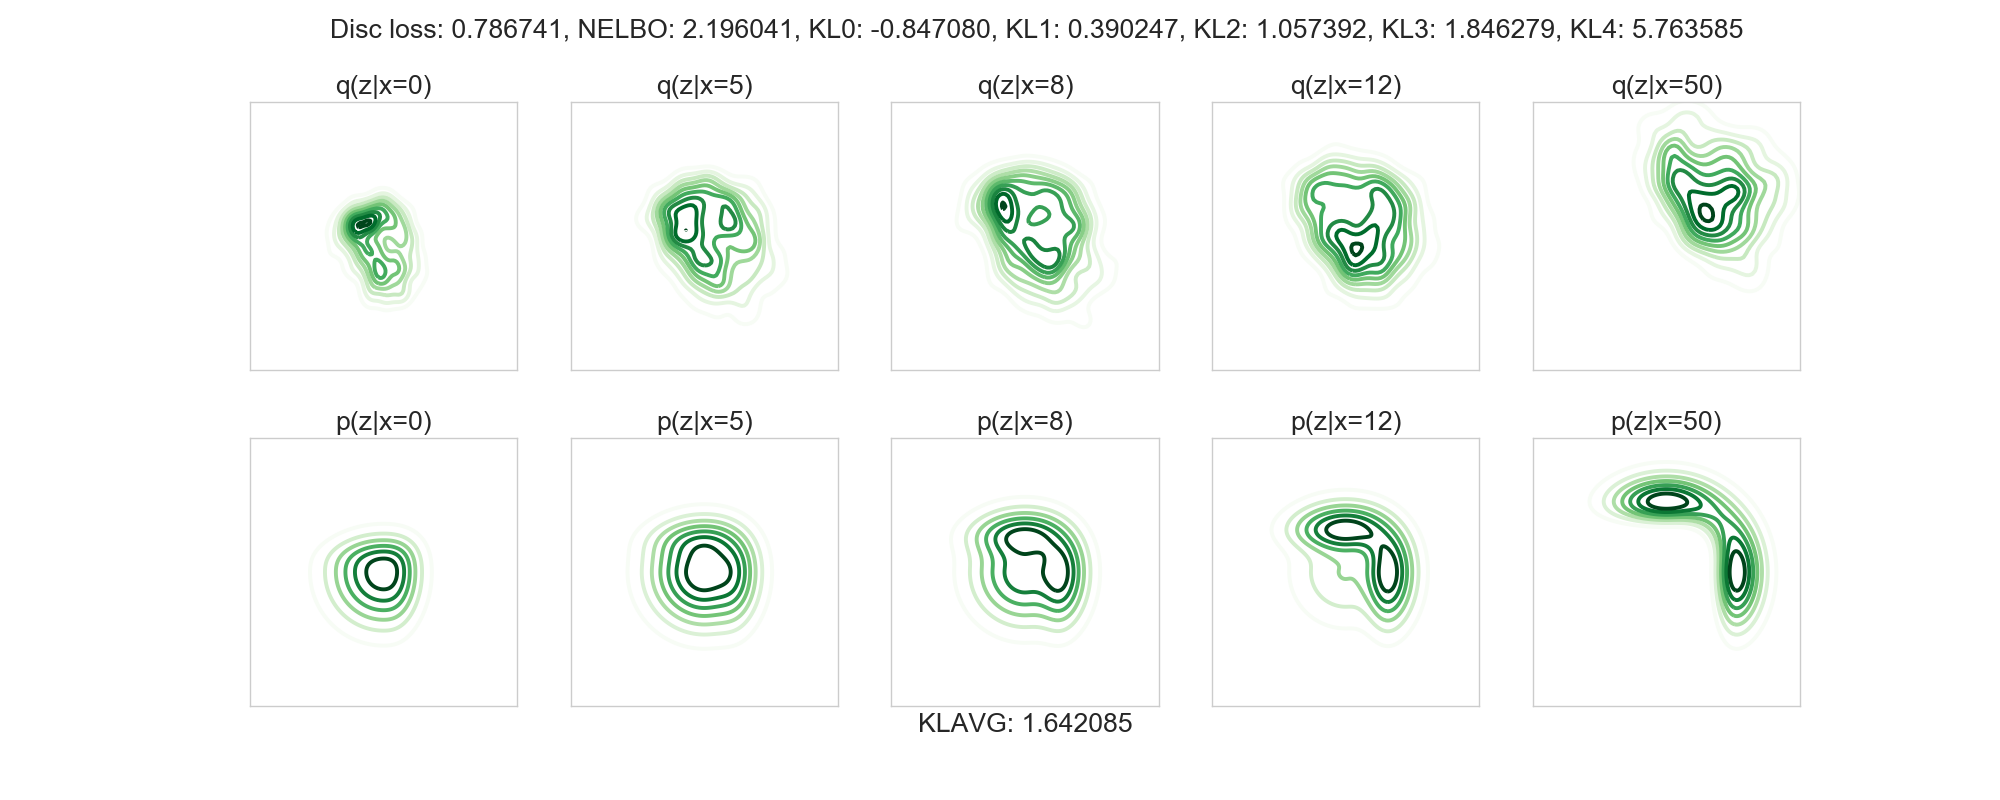 Disc loss: 0.786741, NELBO: 2.196041, KL0: -0.847080, KL1: 0.390247, KL2: 1.057392, KL3: 1.846279, KL4: 5.763585
q(z|x=0) q(z|x=5) q(z|x=8) q(z|x=12) q(z|x=50)
p(z|x=0) p(z|x=5) p(z|x=8) p(z|x=12) p(z|x=50)
KLAVG: 1.642085